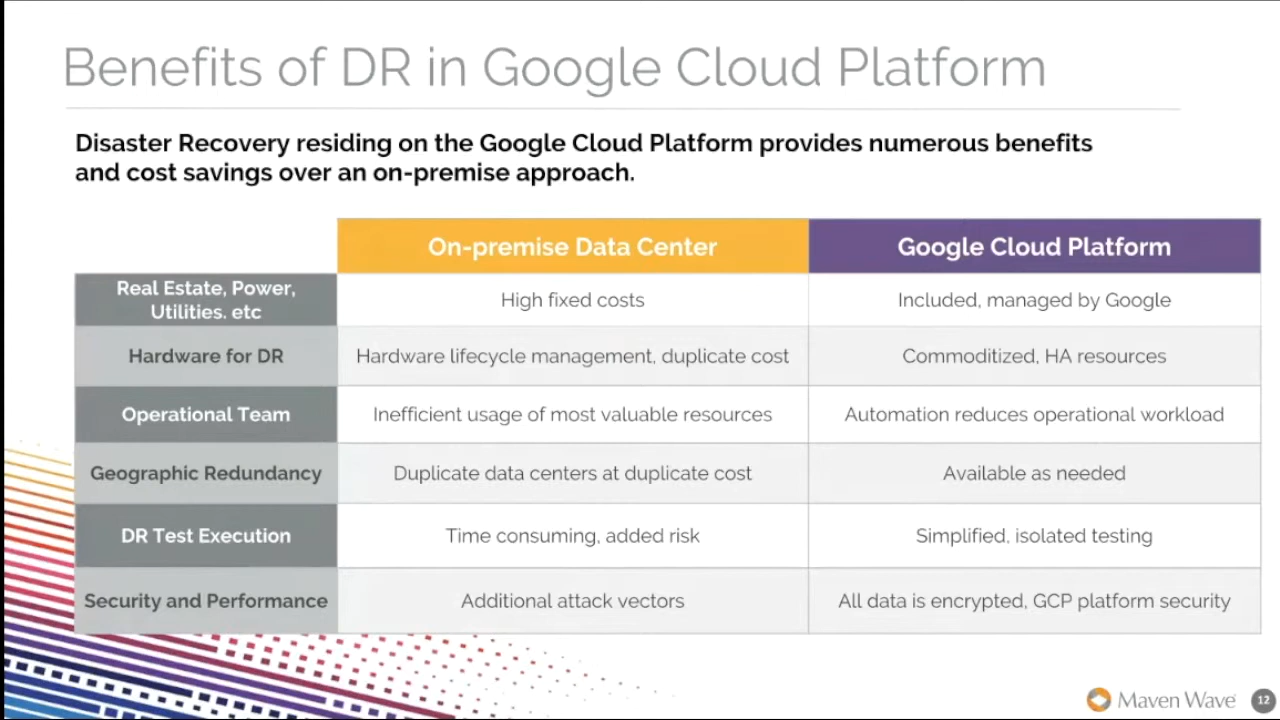 Benefits of DR in Google Cloud Platform
Disaster Recovery residing on the Google Cloud Platform provides numerous benefits
and cost savings over an on-premise approach.
On-premise Data Center
Google Cloud Platform
Real Estate, Power,
Utilities. etc
High fixed costs
Included, managed by Google
Hardware for DR
Hardware lifecycle management, duplicate cost
Commoditized, HA resources
Operational Team
Inefficient usage of most valuable resources
Automation reduces operational workload
Geographic Redundancy
Duplicate data centers at duplicate cost
Available as needed
DR Test Execution
Time consuming, added risk
Simplified, isolated testing
Security and Performance
Additional attack vectors
All data is encrypted, GCP platform security
Maven Wave
12